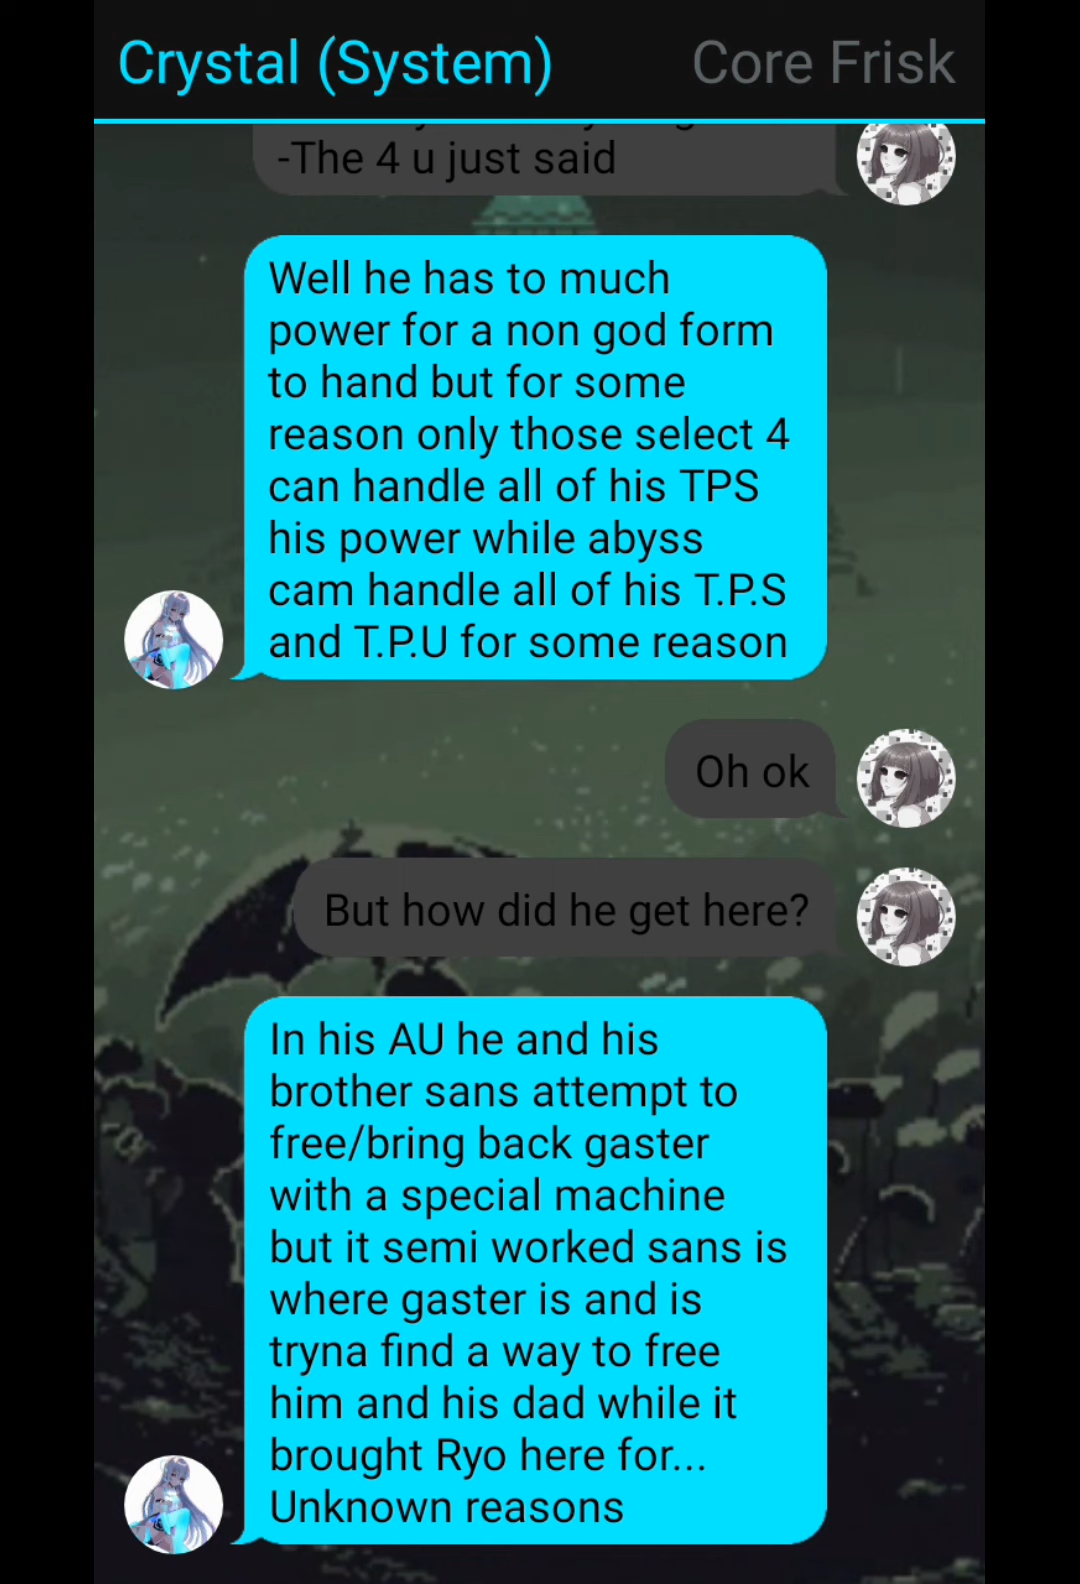 Crystal (System) Core Frisk
-The 4 u just said
Well he has to much
power for a non god form
to hand but for some
reason only those select 4
can handle all of his TPS
his power while abyss
cam handle all of his T.P.S
and T.P.U for some reason
Oh ok
But how did he get here?
In his AU he and his
brother sans attempt to
free/bring back gaster
with a special machine
but it semi worked sans is
where gaster is and is
tryna find a way to free
him and his dad while it
brought Ryo here for...
Unknown reasons